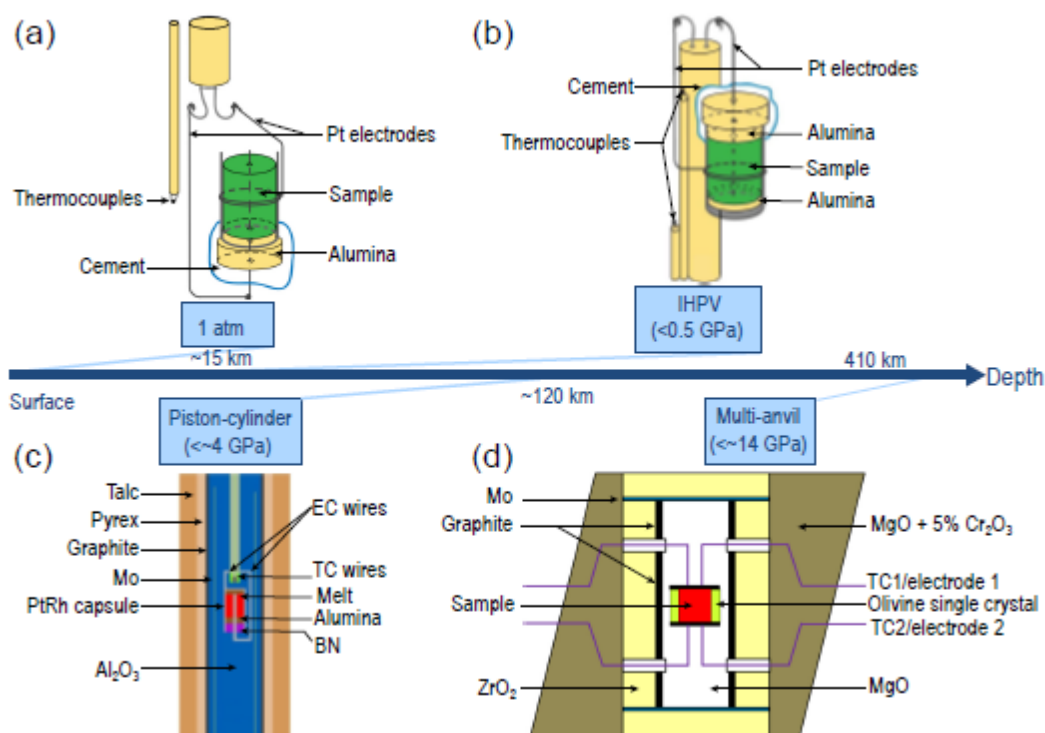 (a)
Pt electrodes
Thermocouples
Sample
Cement
Alumina
1 atm
(b)
Pt electrodes
Cement
Thermocouples
Alumina
Sample
Alumina
IHPV
(<0.5 GPa)
~15 km
410 km
Surface
~120 km
Depth
Piston-cylinder
(<~4 GPa)
Multi-anvil
(<~14 GPa)
(c)
Talc
Pyrex
Graphite
Mo
PtRh capsule
Al₂O₃
EC wires
TC wires
Melt
Alumina
BN
(d)
Mo
Graphite
Sample
ZrO₂
MgO + 5% Cr₂O₃
TC1/electrode 1
Olivine single crystal
TC2/electrode 2
MgO